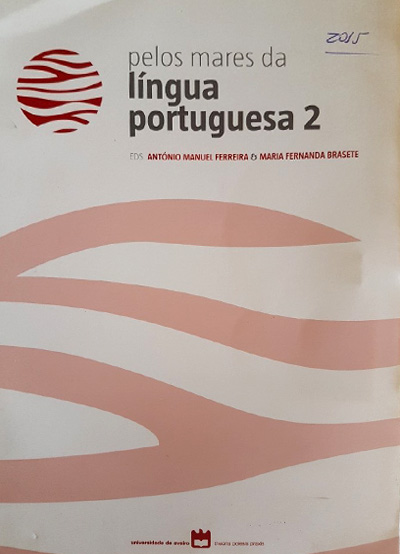 2015
pelos mares da
língua
portuguesa 2
EDS. ANTÓNIO MANUEL FERREIRA & MARIA FERNANDA BRASETE
universidade de aveiro